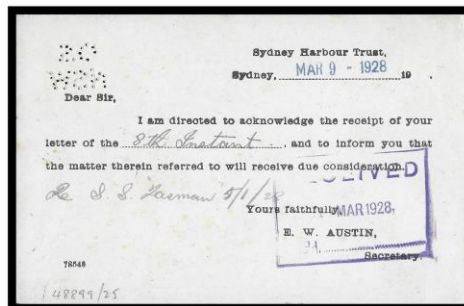 B.C
W&H
Sydney Harbour Trust,
Sydney, MAR 9 - 1928 19 .
Dear Sir,
I am directed to acknowledge the receipt of your
letter of the 8th Instant, and to inform you that
the matter therein referred to will receive due consideration.
Re S. S. Tasman 5/1/28
RECEIVED
Yours faithfully,
MAR 1928,
E. W. AUSTIN,
Secretary.
78548
48899/25